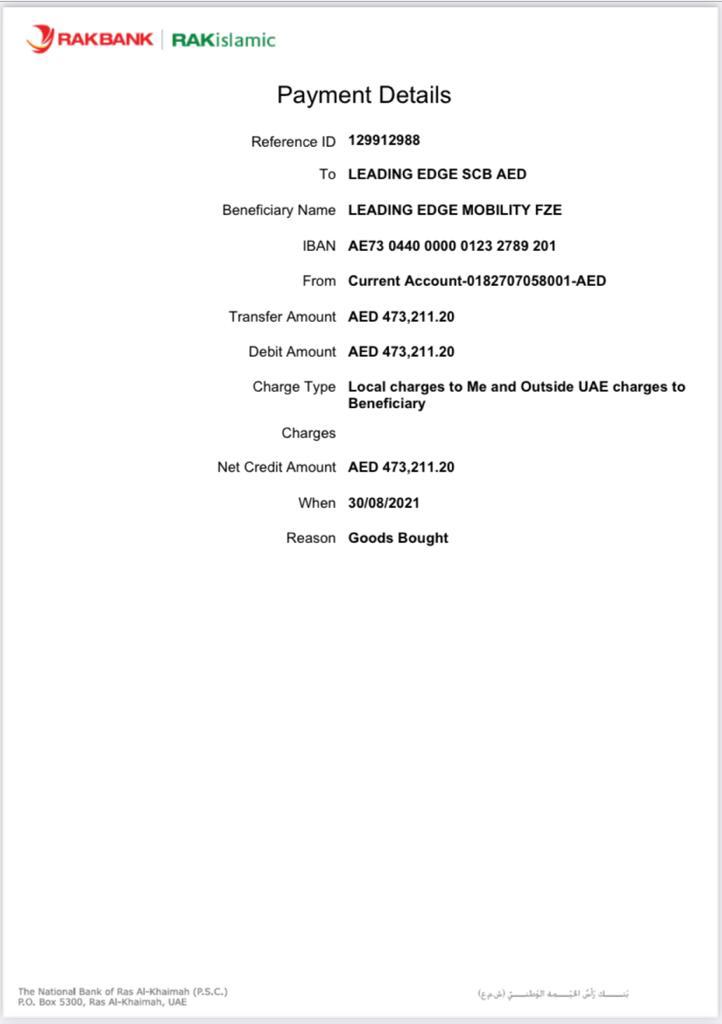 RAKBANK | RAKislamic
Payment Details
Reference ID 129912988
To LEADING EDGE SCB AED
Beneficiary Name LEADING EDGE MOBILITY FZE
IBAN AE73 0440 0000 0123 2789 201
From Current Account-0182707058001-AED
Transfer Amount AED 473,211.20
Debit Amount AED 473,211.20
Charge Type Local charges to Me and Outside UAE charges to
Beneficiary
Charges
Net Credit Amount AED 473,211.20
When 30/08/2021
Reason Goods Bought
The National Bank of Ras Al-Khaimah (P.S.C.)
P.O. Box 5300, Ras Al-Khaimah, UAE
بنك رأس الخيمه الوطني (ش.م.ع)